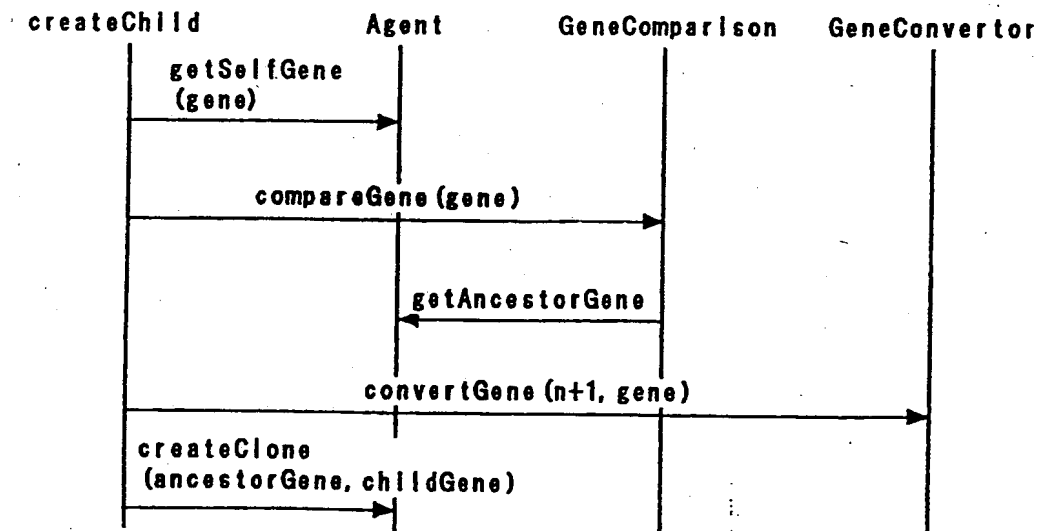 createChild Agent GeneComparison GeneConvertor
getSelfGene
(gene)
compareGene (gene)
getAncestorGene
convertGene (n+1, gene)
createClone
(ancestorGene, childGene)